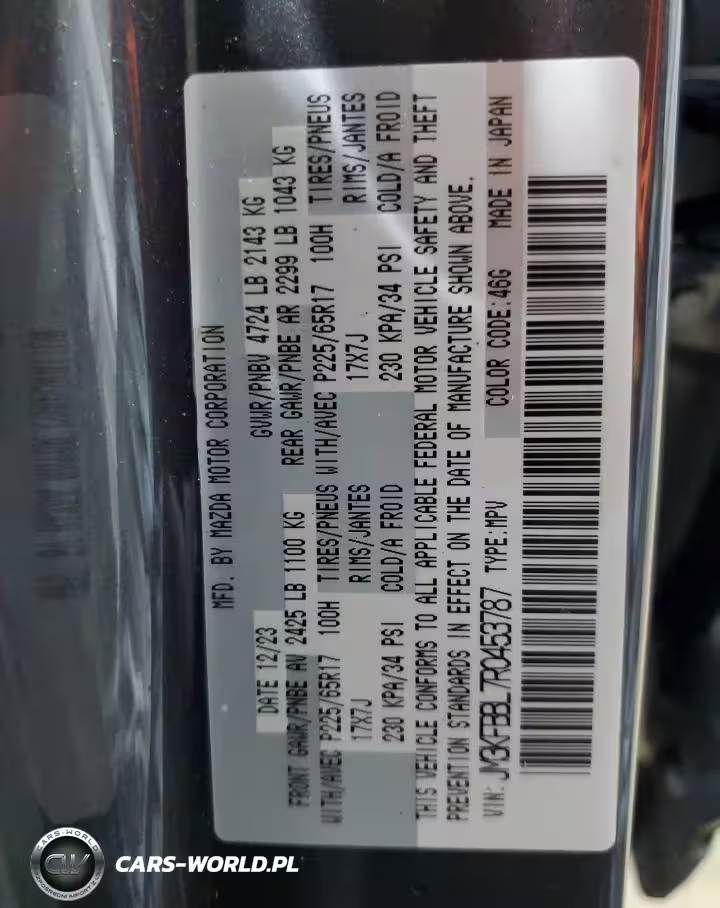 MFD. BY MAZDA MOTOR CORPORATION
DATE 12/23 GVWR/PNBV 4724 LB 2143 KG
FRONT GAWR/PNBE AV 2425 LB 1100 KG REAR GAWR/PNBE AR 2299 LB 1043 KG
WITH/AVEC P225/65R17 100H TIRES/PNEUS WITH/AVEC P225/65R17 100H TIRES/PNEUS
17X7J RIMS/JANTES 17X7J RIMS/JANTES
230 KPA/34 PSI COLD/A FROID 230 KPA/34 PSI COLD/A FROID
THIS VEHICLE CONFORMS TO ALL APPLICABLE FEDERAL MOTOR VEHICLE SAFETY AND THEFT
PREVENTION STANDARDS IN EFFECT ON THE DATE OF MANUFACTURE SHOWN ABOVE.
VIN: JM3KFBBL7R0453787 TYPE:MPV COLOR CODE:46G MADE IN JAPAN
CARS-WORLD
CW
CARS-WORLD.PL